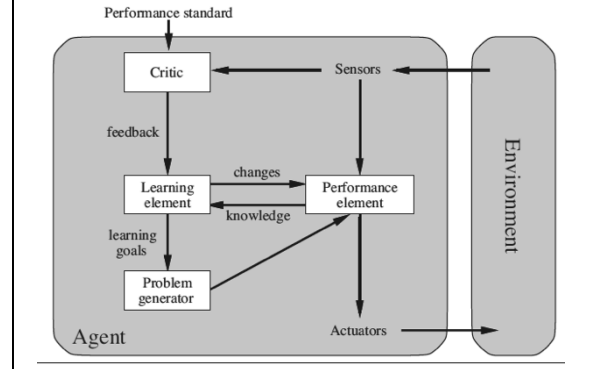 Performance standard
Critic
Sensors
feedback
changes
Learning
element
Performance
element
knowledge
learning
goals
Problem
generator
Agent
Actuators
Environment